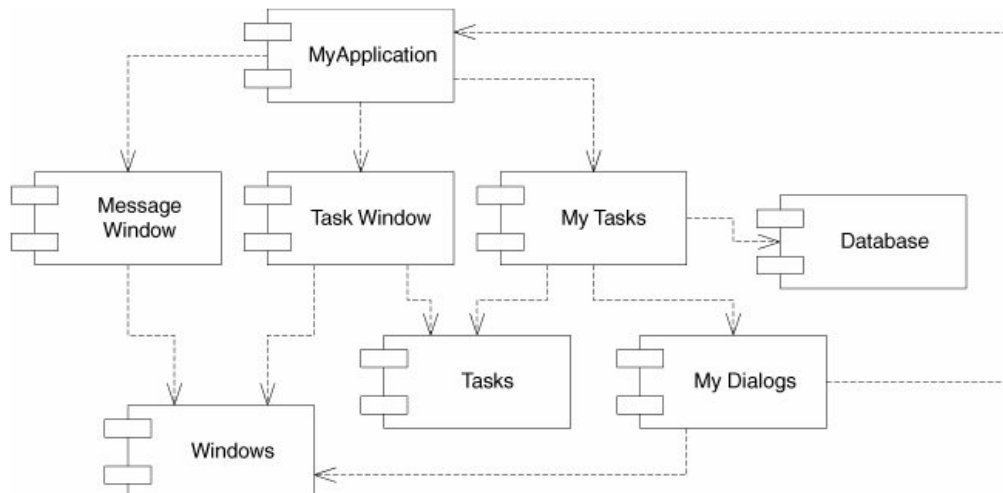 MyApplication
Message
Window
Task Window
My Tasks
Database
Tasks
My Dialogs
Windows